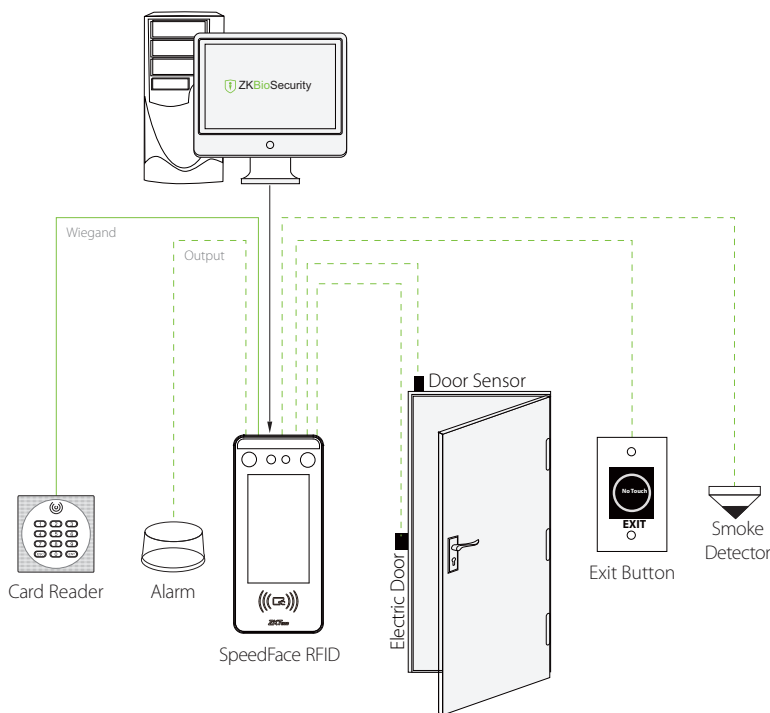 ZKBioSecurity
Wiegand
Output
Door Sensor
No Touch
EXIT
Card Reader
Alarm
Electric Door
Exit Button
Smoke
Detector
ZKTeco
SpeedFace RFID